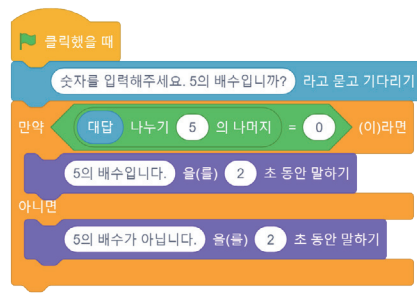 클릭했을 때
숫자를 입력해주세요. 5의 배수입니까? 라고 묻고 기다리기
만약 대답 나누기 5 의 나머지 = 0 (이)라면
5의 배수입니다. 을(를) 2 초 동안 말하기
아니면
5의 배수가 아닙니다. 을(를) 2 초 동안 말하기